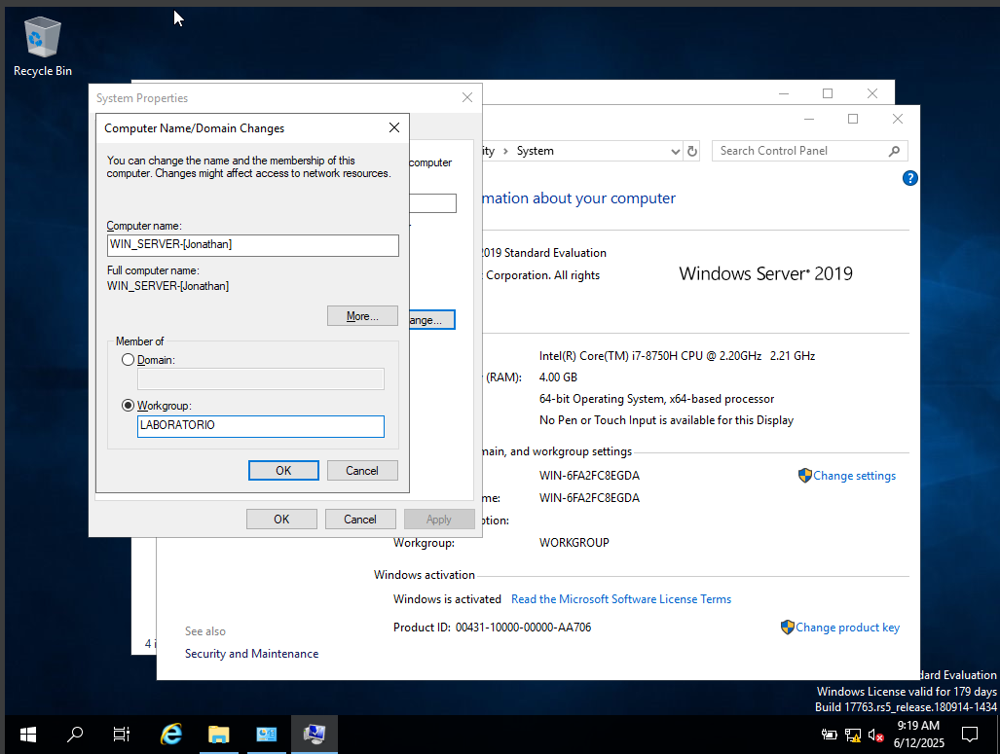 Recycle Bin
System Properties
Computer Name/Domain Changes
You can change the name and the membership of this
computer. Changes might affect access to network resources.
computer
Computer name:
WIN_SERVER-[Jonathan]
Full computer name:
WIN_SERVER-[Jonathan]
More...
ange...
Member of
Domain:
Workgroup:
LABORATORIO
OK
Cancel
OK
Cancel
Apply
ity > System
Search Control Panel
?
mation about your computer
2019 Standard Evaluation
Corporation. All rights
Windows Server® 2019
Intel(R) Core(TM) i7-8750H CPU @ 2.20GHz 2.21 GHz
(RAM): 4.00 GB
64-bit Operating System, x64-based processor
No Pen or Touch Input is available for this Display
main, and workgroup settings
WIN-6FA2FC8EGDA
Change settings
me: WIN-6FA2FC8EGDA
ption:
Workgroup: WORKGROUP
Windows activation
Windows is activated Read the Microsoft Software License Terms
Product ID: 00431-10000-00000-AA706
Change product key
See also
Security and Maintenance
4 i
dard Evaluation
Windows License valid for 179 days
Build 17763.rs5_release.180914-1434
9:19 AM
6/12/2025